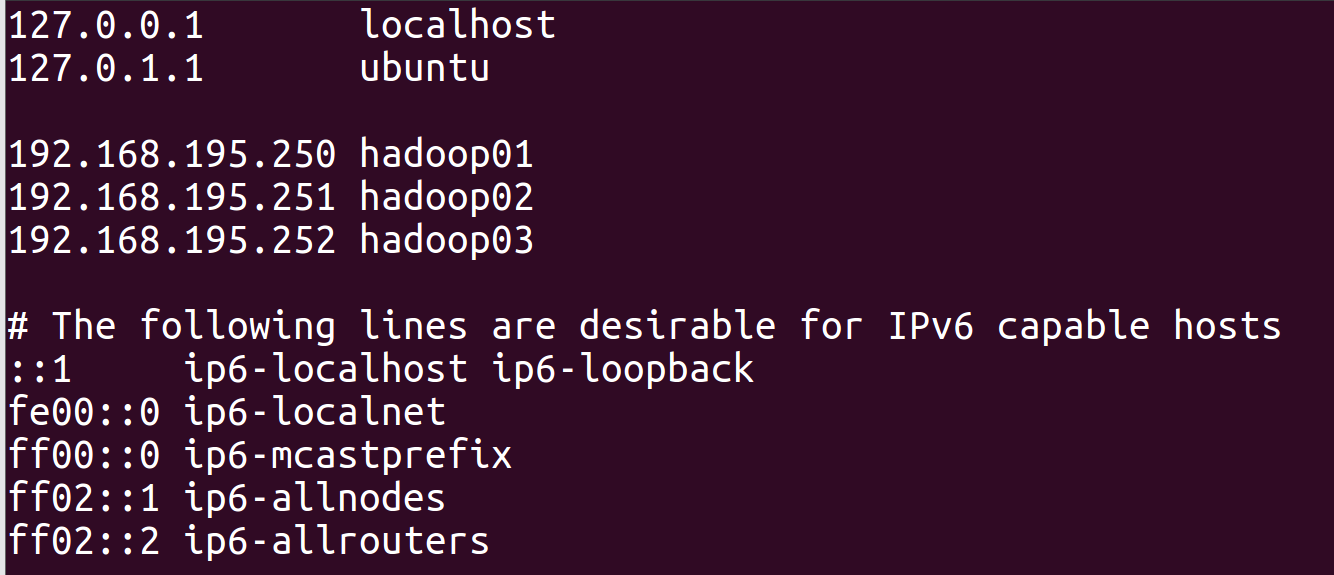 127.0.0.1       localhost
127.0.1.1       ubuntu
192.168.195.250 hadoop01
192.168.195.251 hadoop02
192.168.195.252 hadoop03
# The following lines are desirable for IPv6 capable hosts
::1     ip6-localhost ip6-loopback
fe00::0 ip6-localnet
ff00::0 ip6-mcastprefix
ff02::1 ip6-allnodes
ff02::2 ip6-allrouters